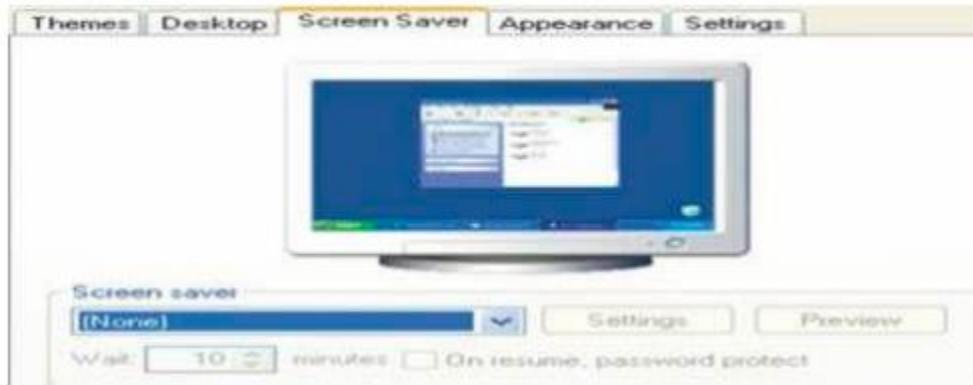 Themes Desktop Screen Saver Appearance Settings
Screen saver
(None) Settings Preview
Wait: 10 minutes On resume, password protect